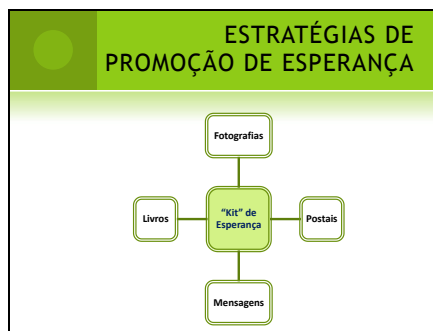 ESTRATÉGIAS DE
PROMOÇÃO DE ESPERANÇA
Fotografias
Livros
"Kit" de
Esperança
Postais
Mensagens